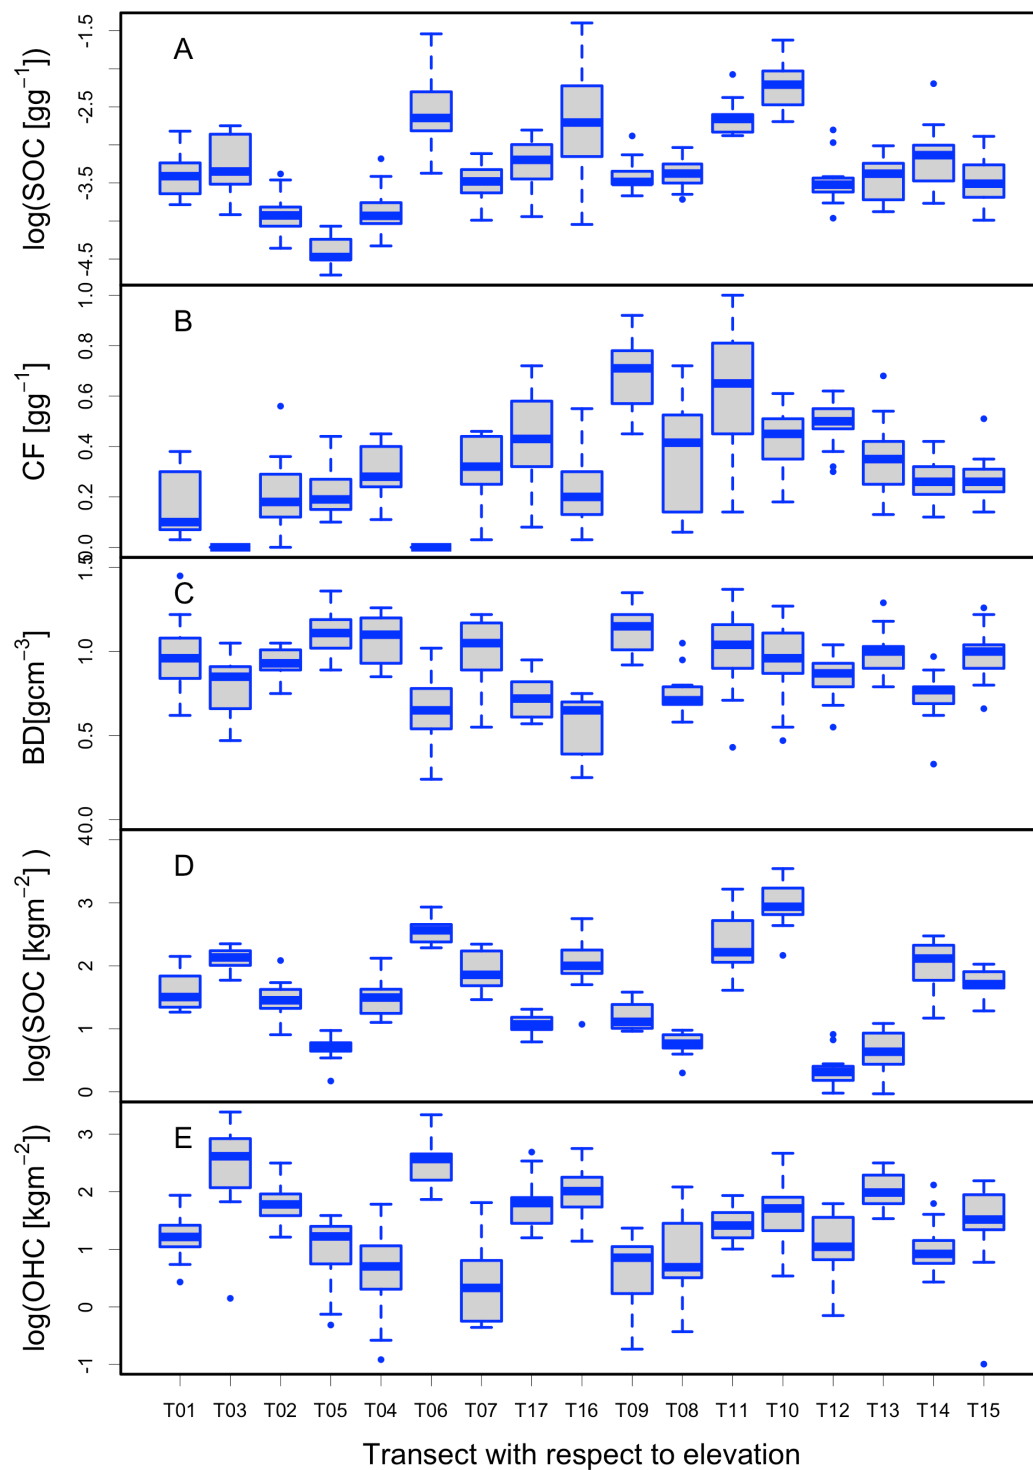 A
log(SOC [gg⁻¹])
-1.5
-2.5
-3.5
-4.5
B
CF [gg⁻¹]
1.0
0.8
0.6
0.4
0.2
0.0
C
BD[gcm⁻³]
1.5
1.0
0.5
0.0
D
log(SOC [kgm⁻²] )
4
3
2
1
0
E
log(OHC [kgm⁻²])
3
2
1
0
-1
T01 T03 T02 T05 T04 T06 T07 T17 T16 T09 T08 T11 T10 T12 T13 T14 T15
Transect with respect to elevation